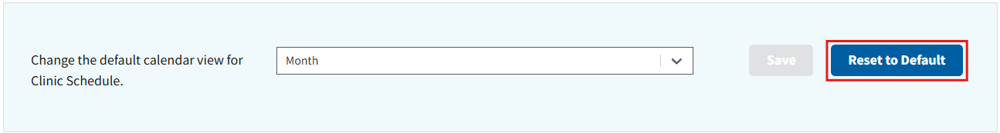 Change the default calendar view for
Clinic Schedule.
Month
Save
Reset to Default